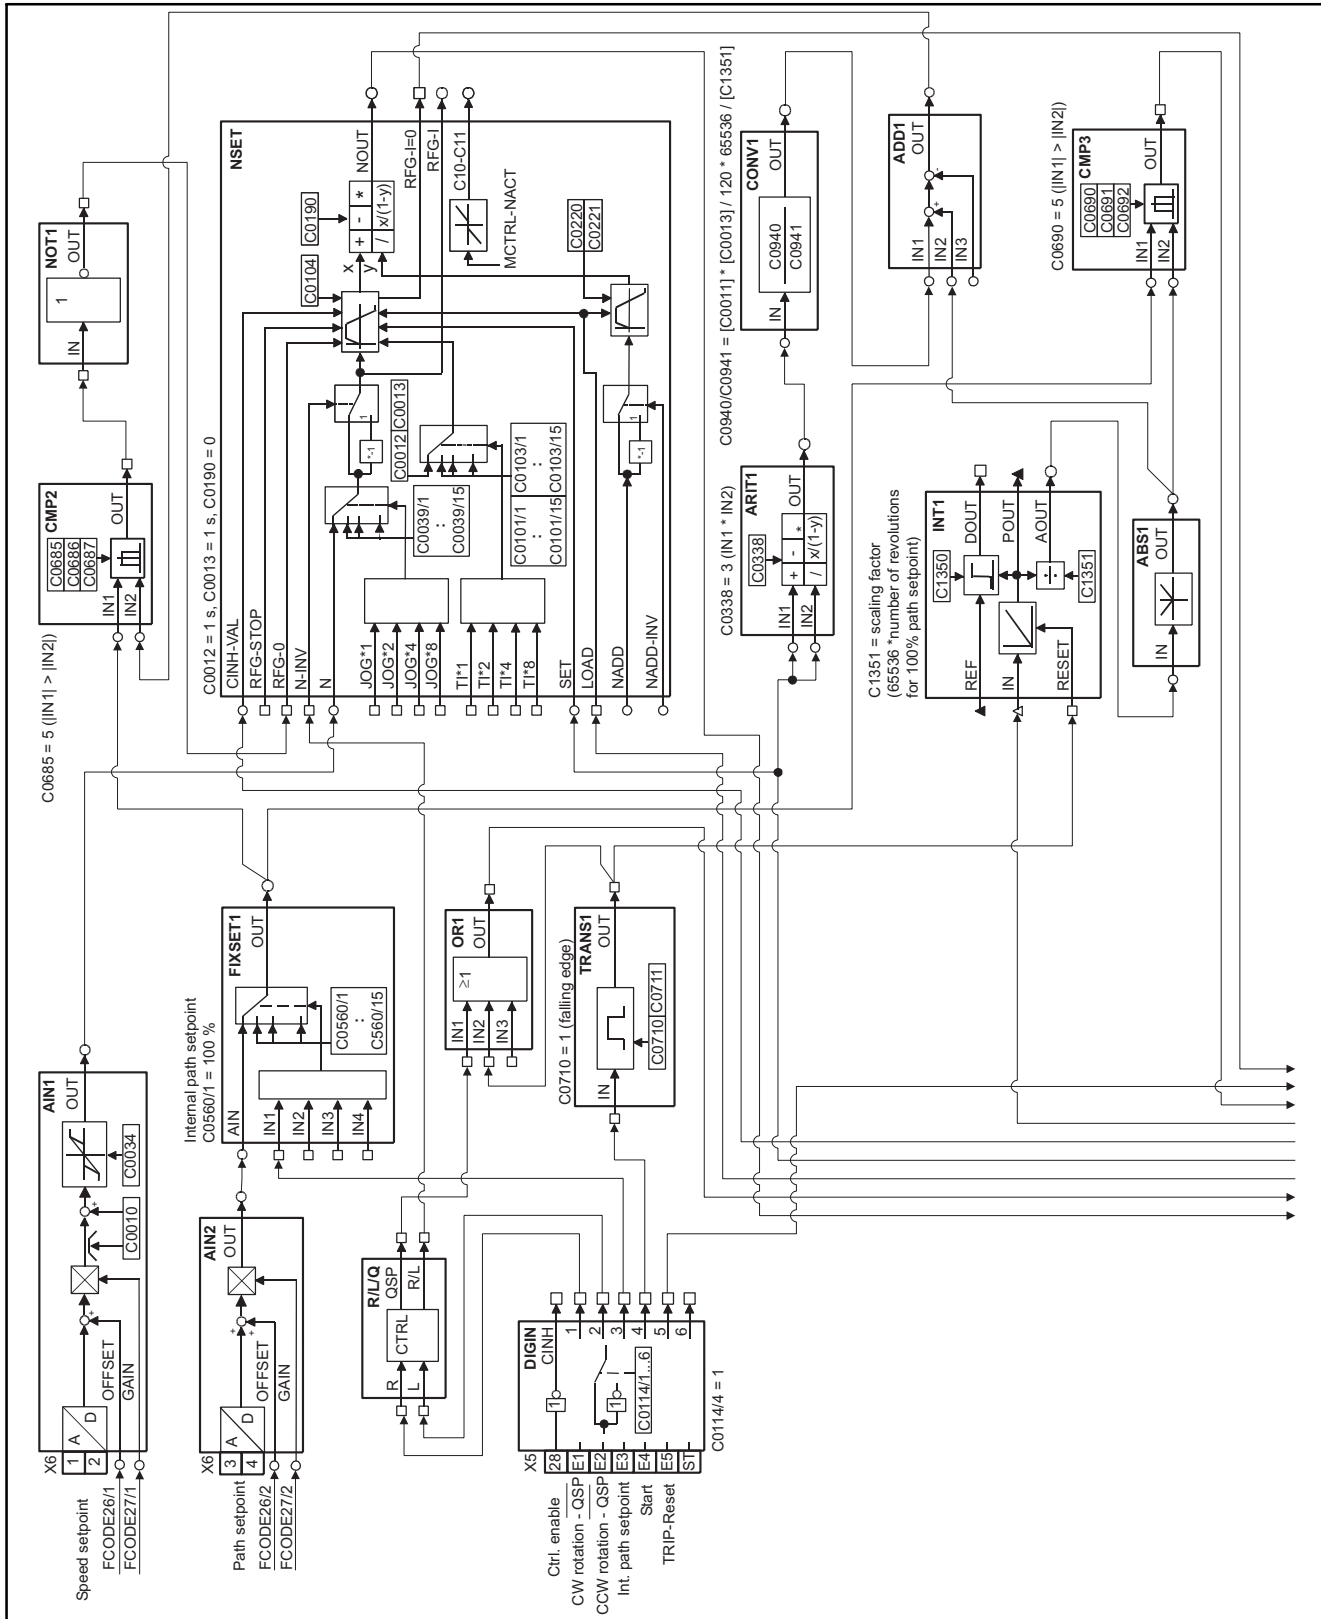 Speed setpoint
X6
1
2
FCODE26/1
FCODE27/1
AIN1
A
D
OFFSET
GAIN
+
+
C0010
C0034
OUT
Path setpoint
X6
3
4
FCODE26/2
FCODE27/2
AIN2
A
D
OFFSET
GAIN
+
+
OUT
Internal path setpoint
C0560/1 = 100 %
FIXSET1
AIN
IN1
IN2
IN3
IN4
C0560/1
::
C560/15
OUT
R/L/Q
R
L
CTRL
QSP
R/L
OR1
IN1
IN2
IN3
≥1
OUT
C0710 = 1 (falling edge)
TRANS1
IN
C0710
C0711
OUT
Ctrl. enable
CW rotation - QSP
CCW rotation - QSP
Int. path setpoint
Start
TRIP-Reset
X5
28
E1
E2
E3
E4
E5
ST
DIGIN
CINH
1
1
1
2
3
4
5
6
C0114/1...6
C0114/4 = 1
C0685 = 5 (|IN1| > |IN2|)
CMP2
C0685
C0686
C0687
IN1
IN2
OUT
NOT1
IN
1
OUT
C0012 = 1 s, C0013 = 1 s, C0190 = 0
NSET
CINH-VAL
RFG-STOP
RFG-0
N-INV
N
JOG*1
JOG*2
JOG*4
JOG*8
TI*1
TI*2
TI*4
TI*8
SET
LOAD
NADD
NADD-INV
*-1
1
C0039/1
::
C0039/15
C0012
C0013
C0101/1
::
C0101/15
C0103/1
::
C0103/15
*-1
1
C0104
C0190
x
y
+
-
*
/
x/(1-y)
NOUT
RFG-I=0
RFG-I
C10-C11
MCTRL-NACT
C0220
C0221
C0338 = 3 (IN1 * IN2)
ARIT1
C0338
IN1
IN2
+
-
*
/
x/(1-y)
OUT
C0940/C0941 = [C0011] * [C0013] / 120 * 65536 / [C1351]
CONV1
IN
C0940
C0941
OUT
ADD1
IN1
IN2
IN3
+
+
OUT
C1351 = scaling factor
(65536 *number of revolutions
for 100% path setpoint)
INT1
REF
IN
RESET
C1350
C1351
DOUT
POUT
AOUT
ABS1
IN
OUT
C0690 = 5 (|IN1| > |IN2|)
CMP3
C0690
C0691
C0692
IN1
IN2
OUT